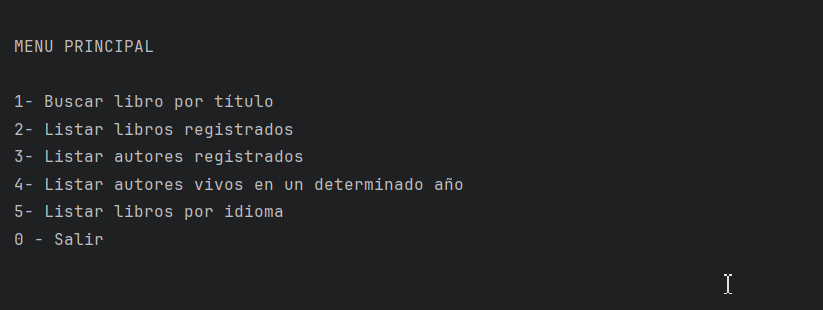 MENU PRINCIPAL
1- Buscar libro por título
2- Listar libros registrados
3- Listar autores registrados
4- Listar autores vivos en un determinado año
5- Listar libros por idioma
0 - Salir